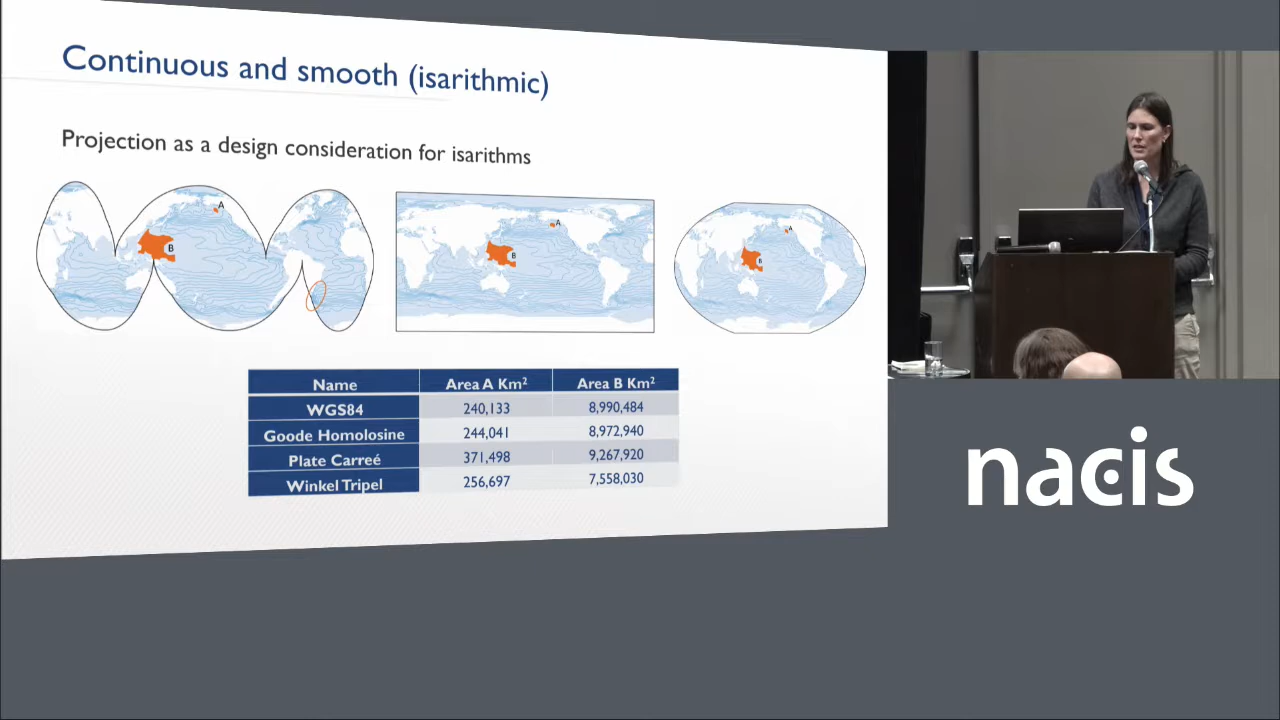 Continuous and smooth (isarithmic)
Projection as a design consideration for isarithms
A
B
A
B
A
B
Name Area A Km² Area B Km²
WGS84 240,133 8,990,484
Goode Homolosine 244,041 8,972,940
Plate Carreé 371,498 9,267,920
Winkel Tripel 256,697 7,558,030
nacis